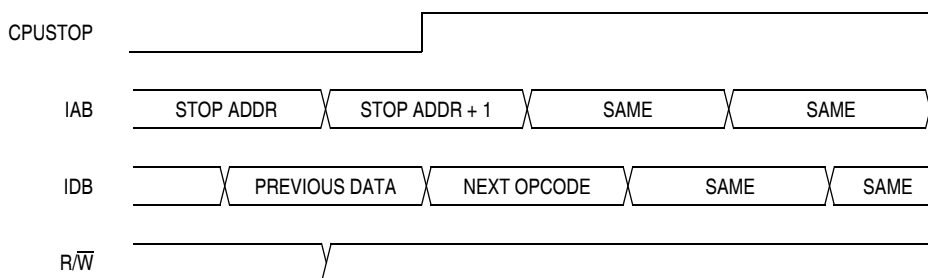 CPUSTOP
IAB STOP ADDR STOP ADDR + 1 SAME SAME
IDB PREVIOUS DATA NEXT OPCODE SAME SAME
R/W̅